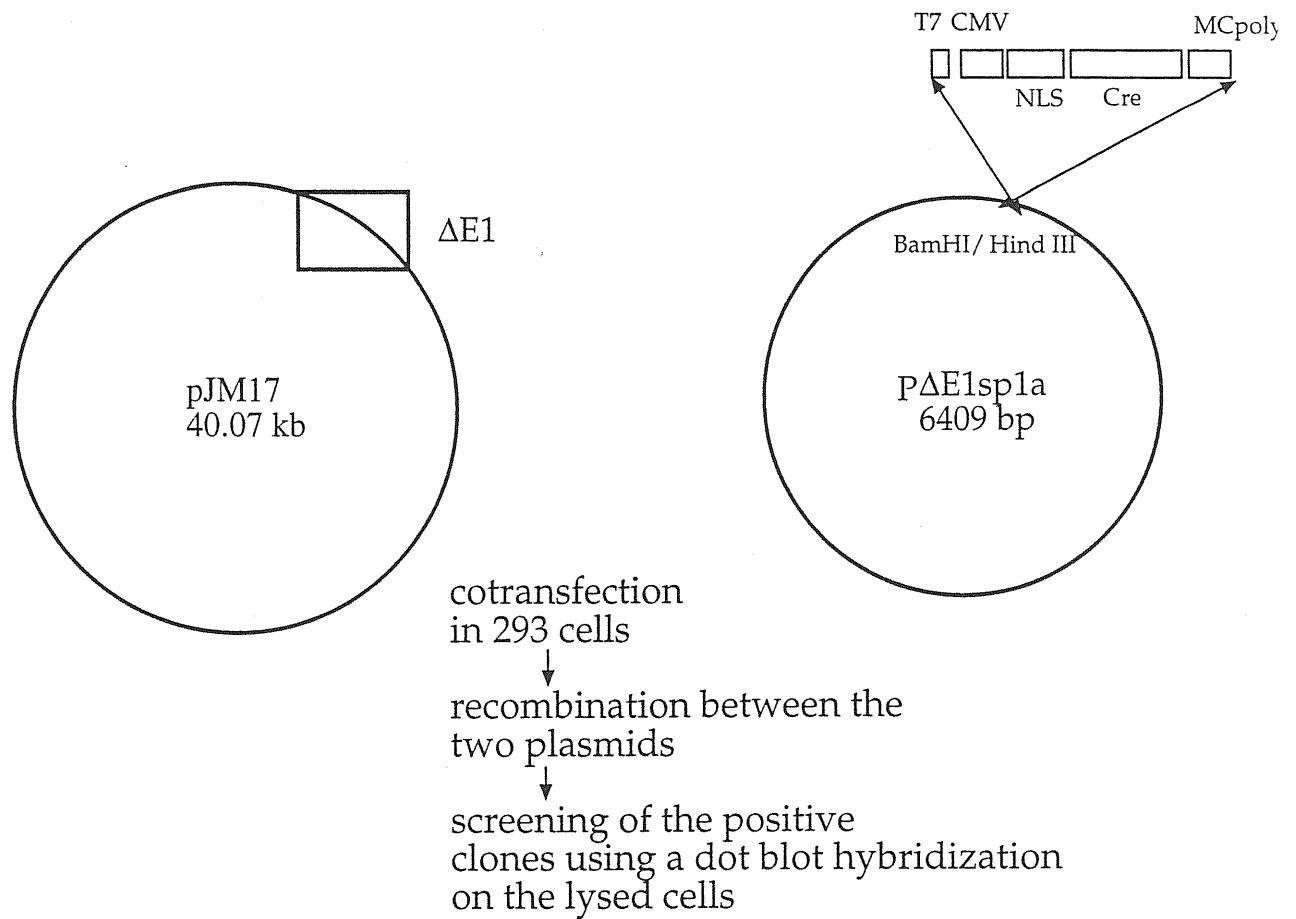 T7 CMV MCpoly
NLS Cre
ΔE1
BamHI/ Hind III
pJM17
40.07 kb
pΔE1sp1a
6409 bp
cotransfection
in 293 cells
recombination between the
two plasmids
screening of the positive
clones using a dot blot hybridization
on the lysed cells